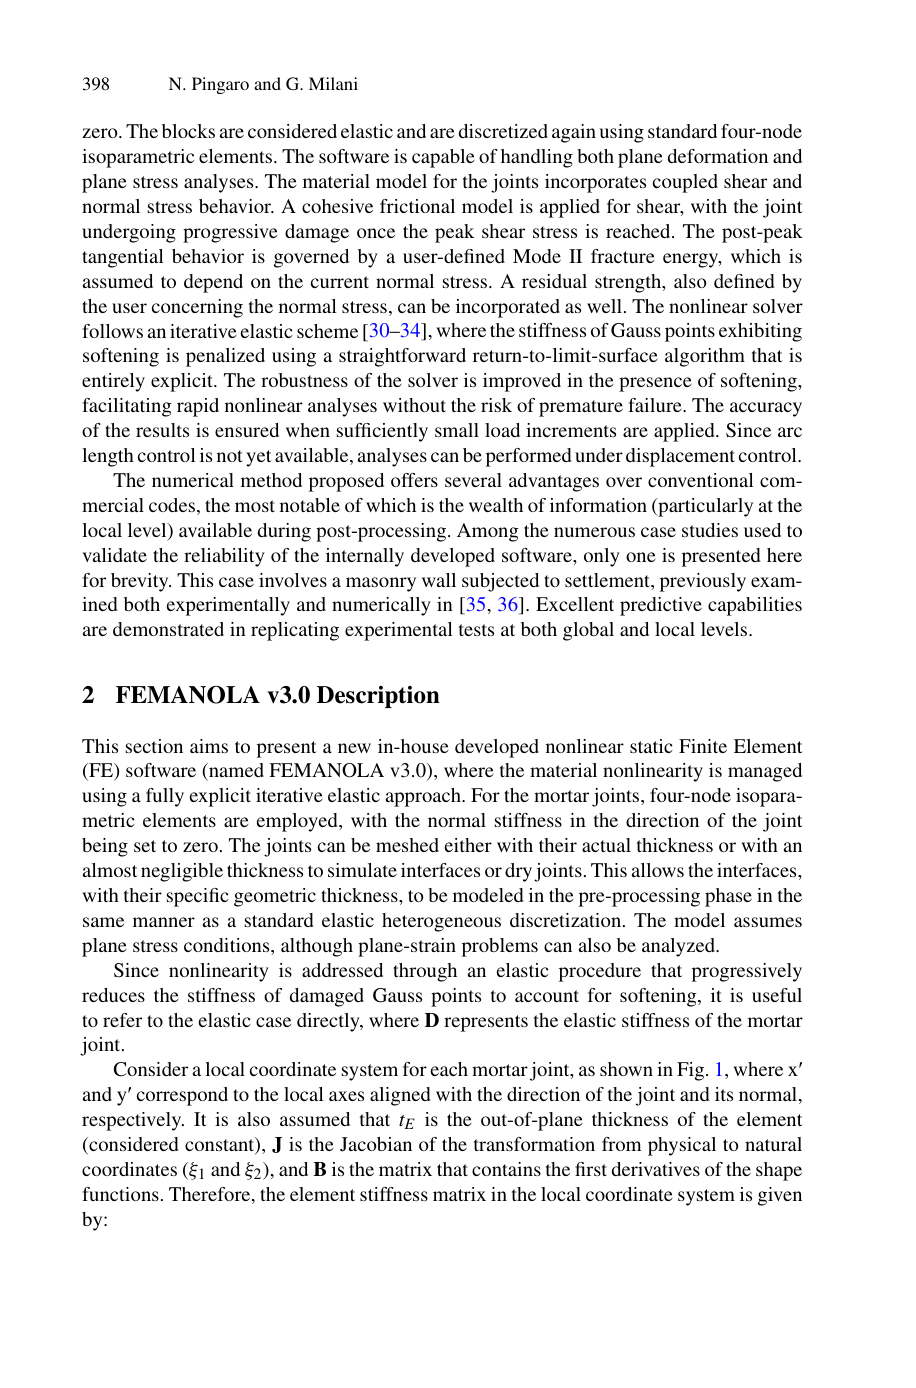 398 N. Pingaro and G. Milani
zero. The blocks are considered elastic and are discretized again using standard four-node
isoparametric elements. The software is capable of handling both plane deformation and
plane stress analyses. The material model for the joints incorporates coupled shear and
normal stress behavior. A cohesive frictional model is applied for shear, with the joint
undergoing progressive damage once the peak shear stress is reached. The post-peak
tangential behavior is governed by a user-defined Mode II fracture energy, which is
assumed to depend on the current normal stress. A residual strength, also defined by
the user concerning the normal stress, can be incorporated as well. The nonlinear solver
follows an iterative elastic scheme [30–34], where the stiffness of Gauss points exhibiting
softening is penalized using a straightforward return-to-limit-surface algorithm that is
entirely explicit. The robustness of the solver is improved in the presence of softening,
facilitating rapid nonlinear analyses without the risk of premature failure. The accuracy
of the results is ensured when sufficiently small load increments are applied. Since arc
length control is not yet available, analyses can be performed under displacement control.
The numerical method proposed offers several advantages over conventional com-
mercial codes, the most notable of which is the wealth of information (particularly at the
local level) available during post-processing. Among the numerous case studies used to
validate the reliability of the internally developed software, only one is presented here
for brevity. This case involves a masonry wall subjected to settlement, previously exam-
ined both experimentally and numerically in [35, 36]. Excellent predictive capabilities
are demonstrated in replicating experimental tests at both global and local levels.
2 FEMANOLA v3.0 Description
This section aims to present a new in-house developed nonlinear static Finite Element
(FE) software (named FEMANOLA v3.0), where the material nonlinearity is managed
using a fully explicit iterative elastic approach. For the mortar joints, four-node isopara-
metric elements are employed, with the normal stiffness in the direction of the joint
being set to zero. The joints can be meshed either with their actual thickness or with an
almost negligible thickness to simulate interfaces or dry joints. This allows the interfaces,
with their specific geometric thickness, to be modeled in the pre-processing phase in the
same manner as a standard elastic heterogeneous discretization. The model assumes
plane stress conditions, although plane-strain problems can also be analyzed.
Since nonlinearity is addressed through an elastic procedure that progressively
reduces the stiffness of damaged Gauss points to account for softening, it is useful
to refer to the elastic case directly, where D represents the elastic stiffness of the mortar
joint.
Consider a local coordinate system for each mortar joint, as shown in Fig. 1, where x′
and y′ correspond to the local axes aligned with the direction of the joint and its normal,
respectively. It is also assumed that t_E is the out-of-plane thickness of the element
(considered constant), J is the Jacobian of the transformation from physical to natural
coordinates (ξ₁ and ξ₂), and B is the matrix that contains the first derivatives of the shape
functions. Therefore, the element stiffness matrix in the local coordinate system is given
by: